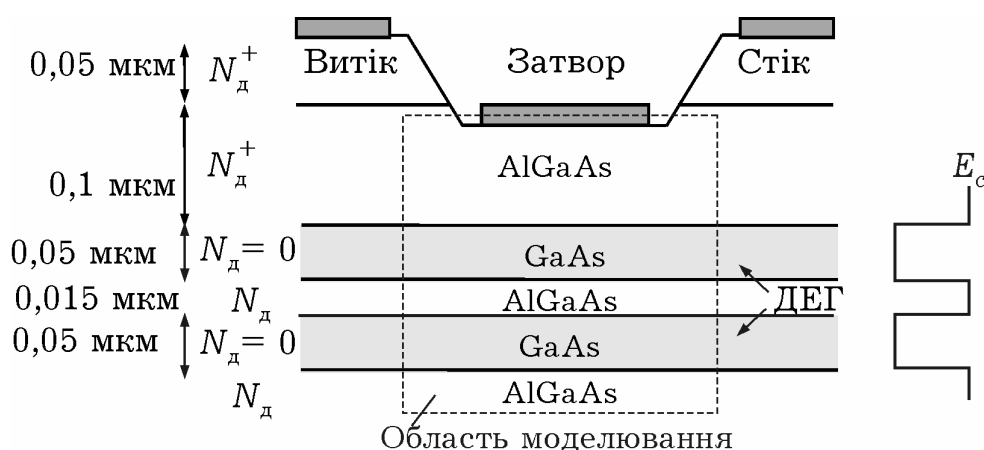 Витік Затвор Стік
0,05 мкм N_д^+
0,1 мкм N_д^+ AlGaAs
E_c
0,05 мкм N_д = 0 GaAs
0,015 мкм N_д AlGaAs ДЕГ
0,05 мкм N_д = 0 GaAs
N_д AlGaAs
Область моделювання